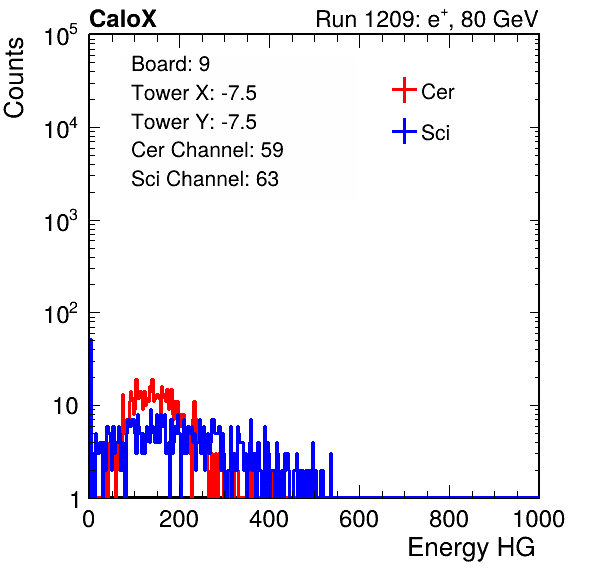 CaloX Run 1209: e⁺, 80 GeV
Counts
10⁵
10⁴
10³
10²
10
1
Board: 9
Tower X: -7.5
Tower Y: -7.5
Cer Channel: 59
Sci Channel: 63
Cer
Sci
0 200 400 600 800 1000
Energy HG